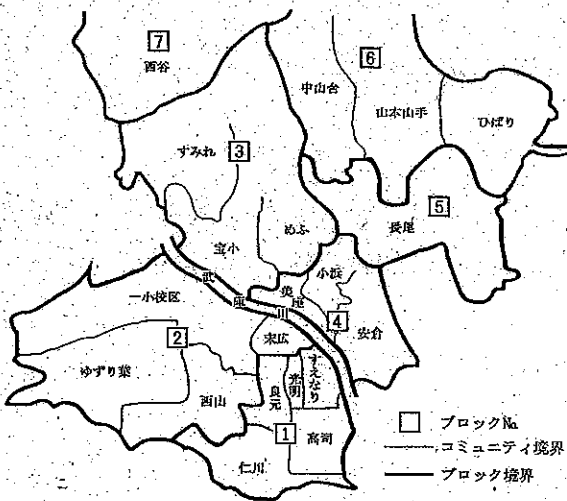 7
西谷
6
中山台
山本山手
ひばり
すみれ
3
5
長尾
めふ
宝小
小浜
美座
武庫川
一小校区
4
安倉
2
末広
ゆずり葉
西山
良元
光明
すえなり
1
高司
仁川
ブロック№
コミュニティ境界
ブロック境界